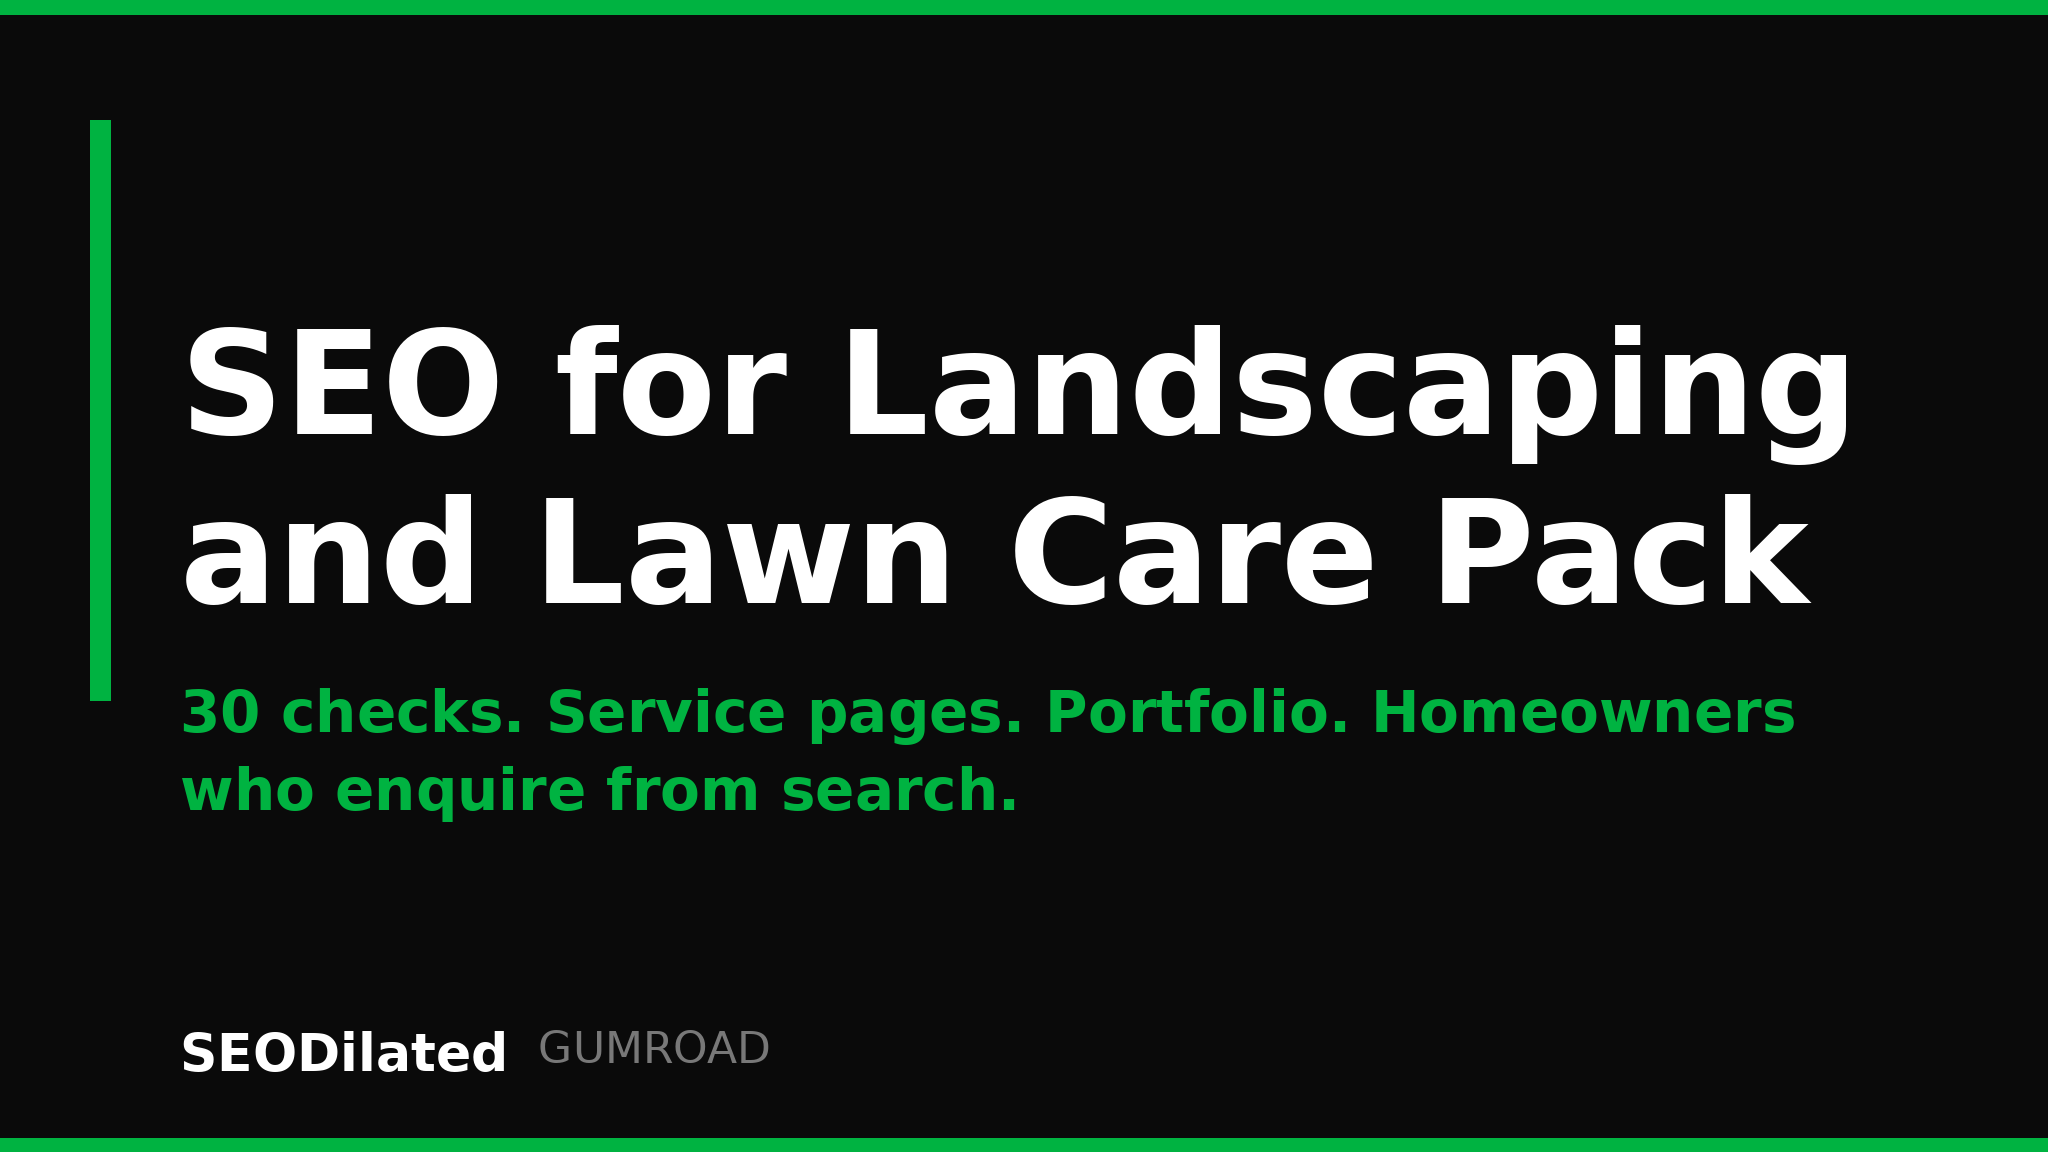 SEO for Landscaping
and Lawn Care Pack
30 checks. Service pages. Portfolio. Homeowners
who enquire from search.
SEODilated GUMROAD